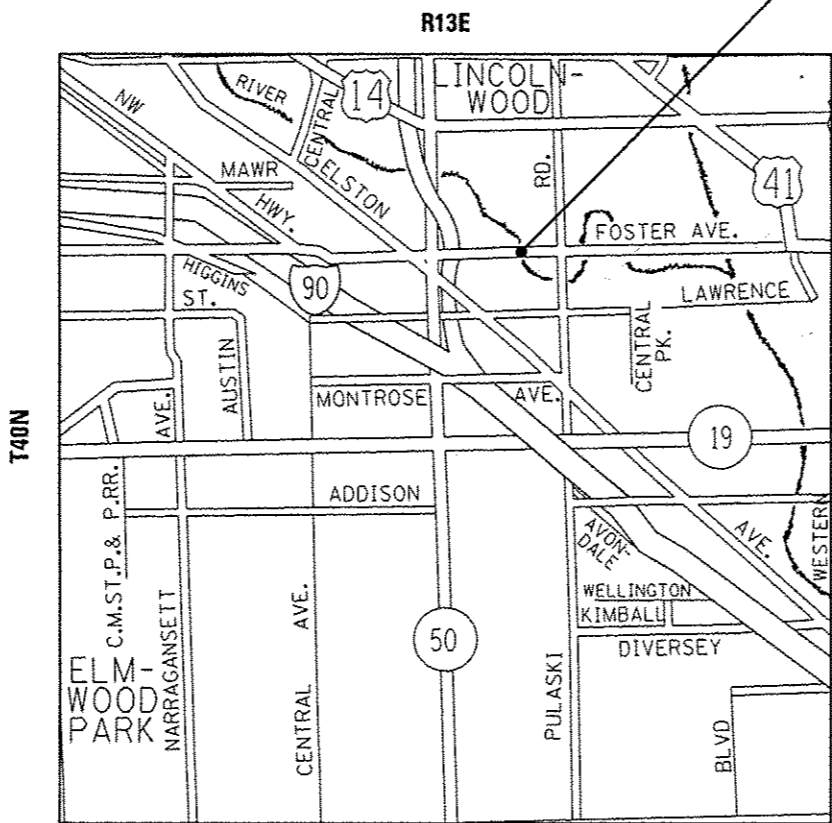 R13E
T40N
RIVER
14
LINCOLN-
WOOD
NW
CENTRAL
MAWR
ELSTON
HWY.
RD.
41
FOSTER AVE.
HIGGINS
ST.
90
LAWRENCE
AVE.
AUSTIN
MONTROSE
AVE.
CENTRAL
PK.
19
C.M.ST.P.& P.RR.
ADDISON
AVON-
DALE
AVE.
WESTERN
NARRAGANSETT
CENTRAL AVE.
50
WELLINGTON
KIMBALL
DIVERSEY
ELM-
WOOD
PARK
PULASKI
BLVD